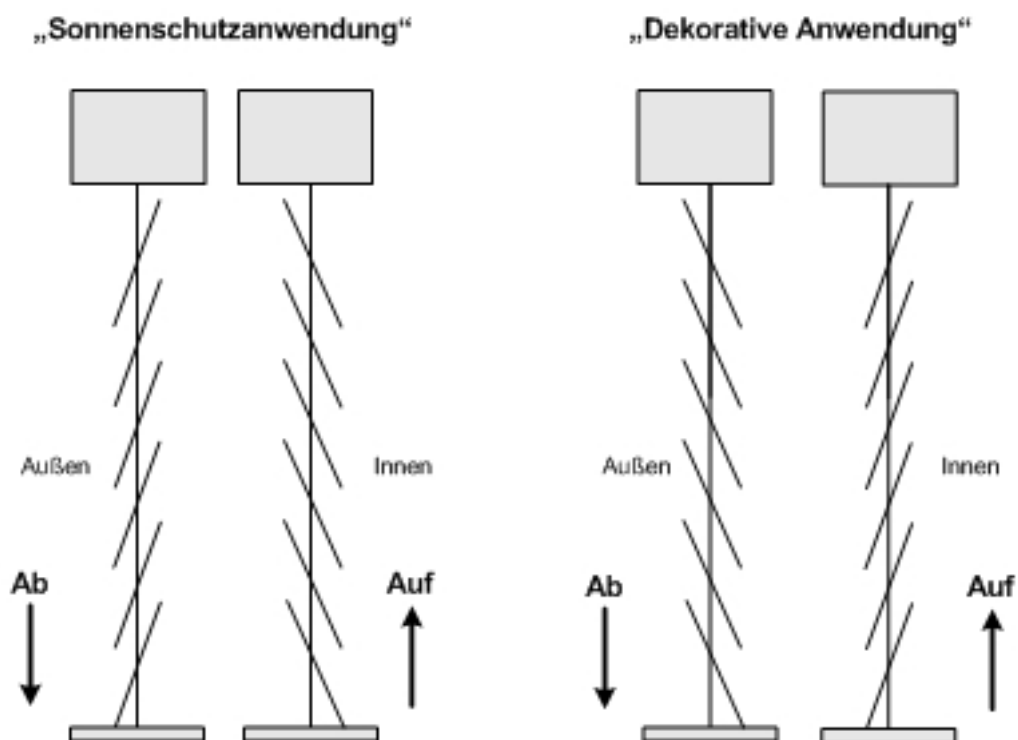 „Sonnenschutzanwendung“
„Dekorative Anwendung“
Außen
Innen
Außen
Innen
Ab
Auf
Ab
Auf